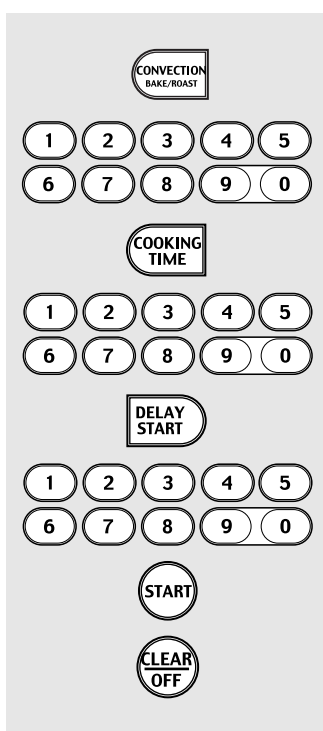 CONVECTION
BAKE/ROAST
1 2 3 4 5
6 7 8 9 0
COOKING
TIME
1 2 3 4 5
6 7 8 9 0
DELAY
START
1 2 3 4 5
6 7 8 9 0
START
CLEAR
OFF